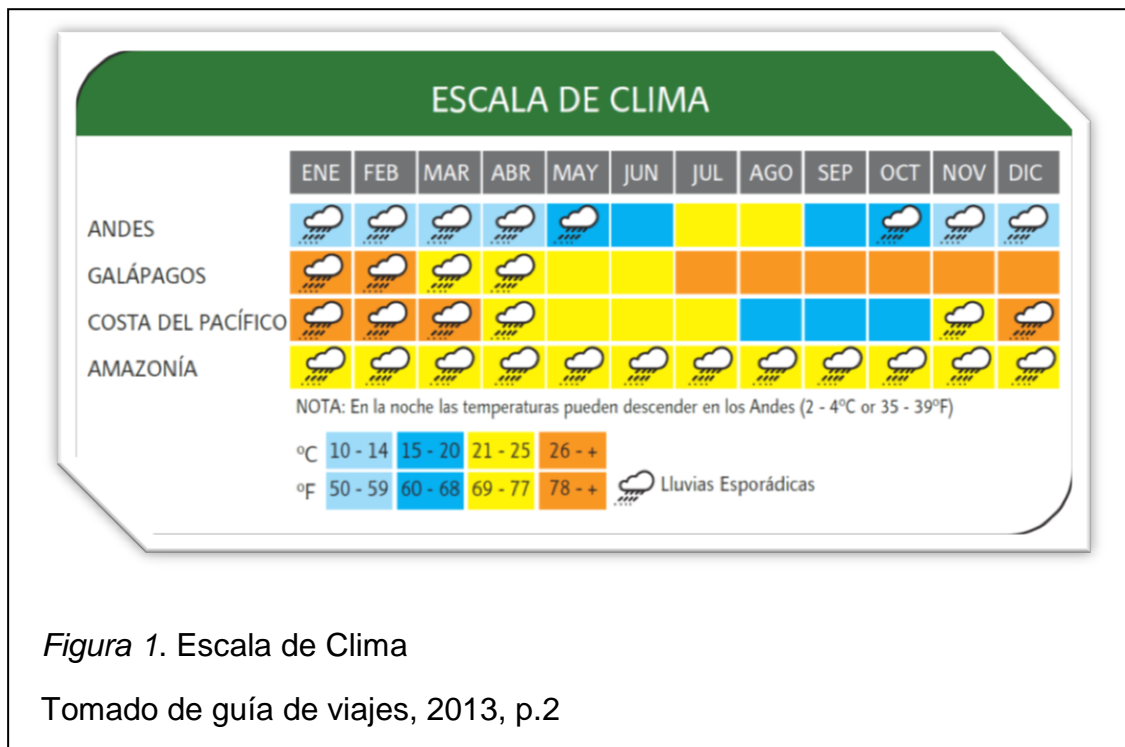 ESCALA DE CLIMA
ENE FEB MAR ABR MAY JUN JUL AGO SEP OCT NOV DIC
ANDES
GALÁPAGOS
COSTA DEL PACÍFICO
AMAZONÍA
NOTA: En la noche las temperaturas pueden descender en los Andes (2 - 4ºC or 35 - 39ºF)
ºC 10 - 14 15 - 20 21 - 25 26 - +
ºF 50 - 59 60 - 68 69 - 77 78 - + Lluvias Esporádicas
Figura 1. Escala de Clima
Tomado de guía de viajes, 2013, p.2